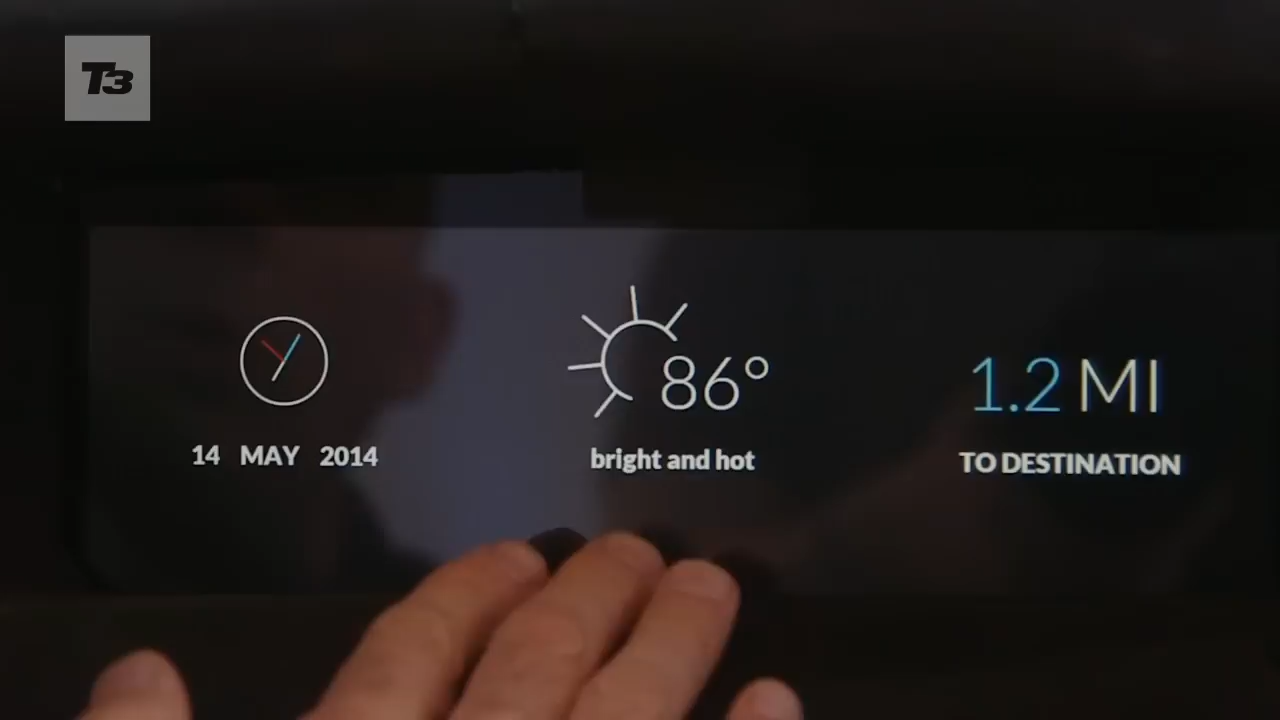 T3
14 MAY 2014
86°
bright and hot
1.2 MI
TO DESTINATION